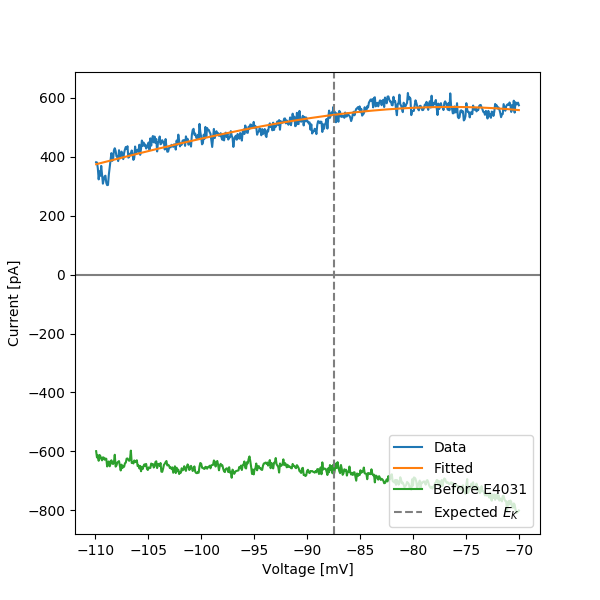 600
400
200
0
−200
−400
−600
−800
Current [pA]
Data
Fitted
Before E4031
Expected $E_K$
−110
−105
−100
−95
−90
−85
−80
−75
−70
Voltage [mV]